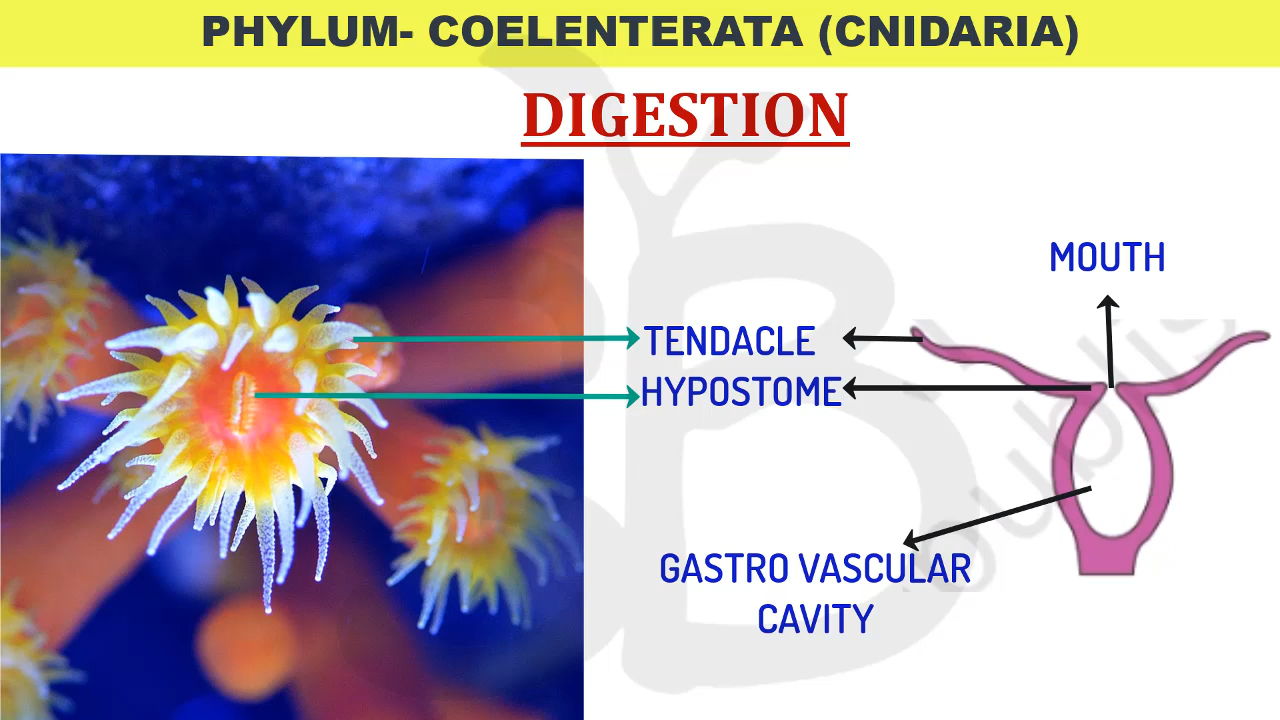 PHYLUM- COELENTERATA (CNIDARIA)
DIGESTION
MOUTH
TENDACLE
HYPOSTOME
GASTRO VASCULAR
CAVITY